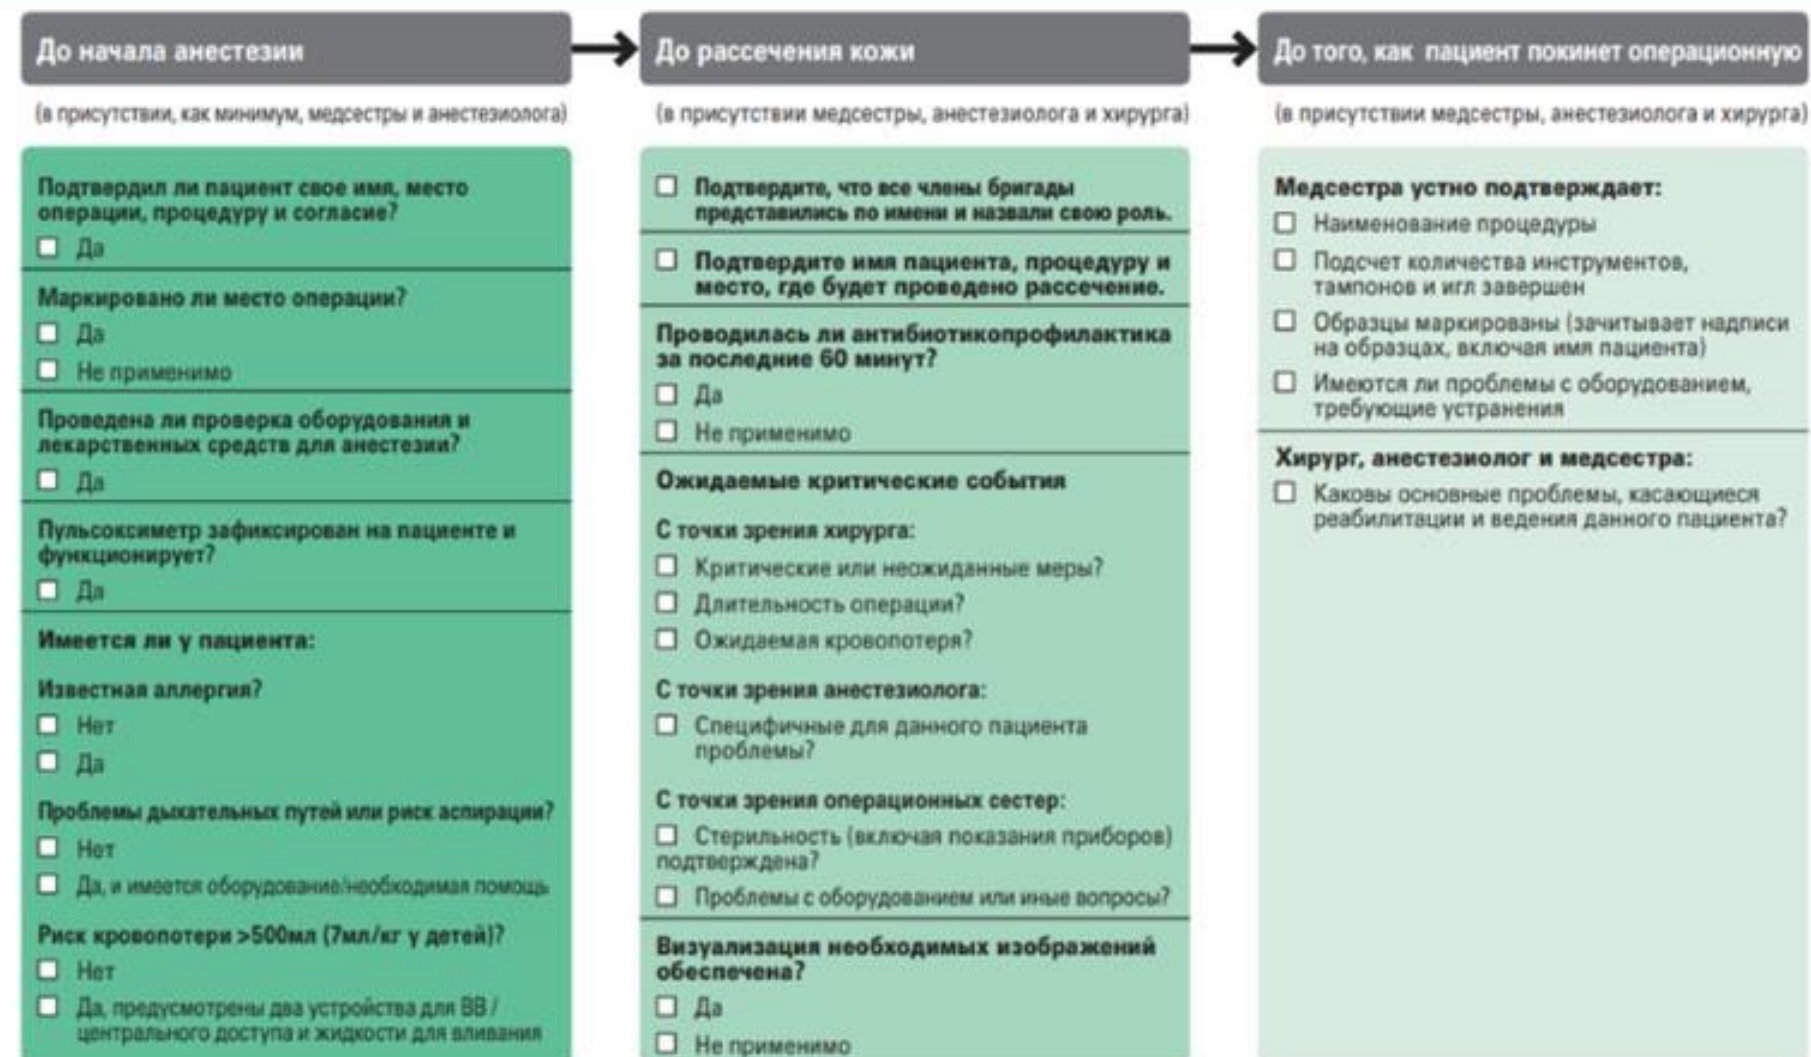 До начала анестезии
(в присутствии, как минимум, медсестры и анестезиолога)
Подтвердил ли пациент свое имя, место
операции, процедуру и согласие?
Да
Маркировано ли место операции?
Да
Не применимо
Проведена ли проверка оборудования и
лекарственных средств для анестезии?
Да
Пульсоксиметр зафиксирован на пациенте и
функционирует?
Да
Имеется ли у пациента:
Известная аллергия?
Нет
Да
Проблемы дыхательных путей или риск аспирации?
Нет
Да, и имеется оборудование/необходимая помощь
Риск кровопотери >500мл (7мл/кг у детей)?
Нет
Да, предусмотрены два устройства для ВВ /
центрального доступа и жидкости для вливания
До рассечения кожи
(в присутствии медсестры, анестезиолога и хирурга)
Подтвердите, что все члены бригады
представились по имени и назвали свою роль.
Подтвердите имя пациента, процедуру и
место, где будет проведено рассечение.
Проводилась ли антибиотикопрофилактика
за последние 60 минут?
Да
Не применимо
Ожидаемые критические события
С точки зрения хирурга:
Критические или неожиданные меры?
Длительность операции?
Ожидаемая кровопотеря?
С точки зрения анестезиолога:
Специфичные для данного пациента
проблемы?
С точки зрения операционных сестер:
Стерильность (включая показания приборов)
подтверждена?
Проблемы с оборудованием или иные вопросы?
Визуализация необходимых изображений
обеспечена?
Да
Не применимо
До того, как пациент покинет операционную
(в присутствии медсестры, анестезиолога и хирурга)
Медсестра устно подтверждает:
Наименование процедуры
Подсчет количества инструментов,
тампонов и игл завершен
Образцы маркированы (зачитывает надписи
на образцах, включая имя пациента)
Имеются ли проблемы с оборудованием,
требующие устранения
Хирург, анестезиолог и медсестра:
Каковы основные проблемы, касающиеся
реабилитации и ведения данного пациента?